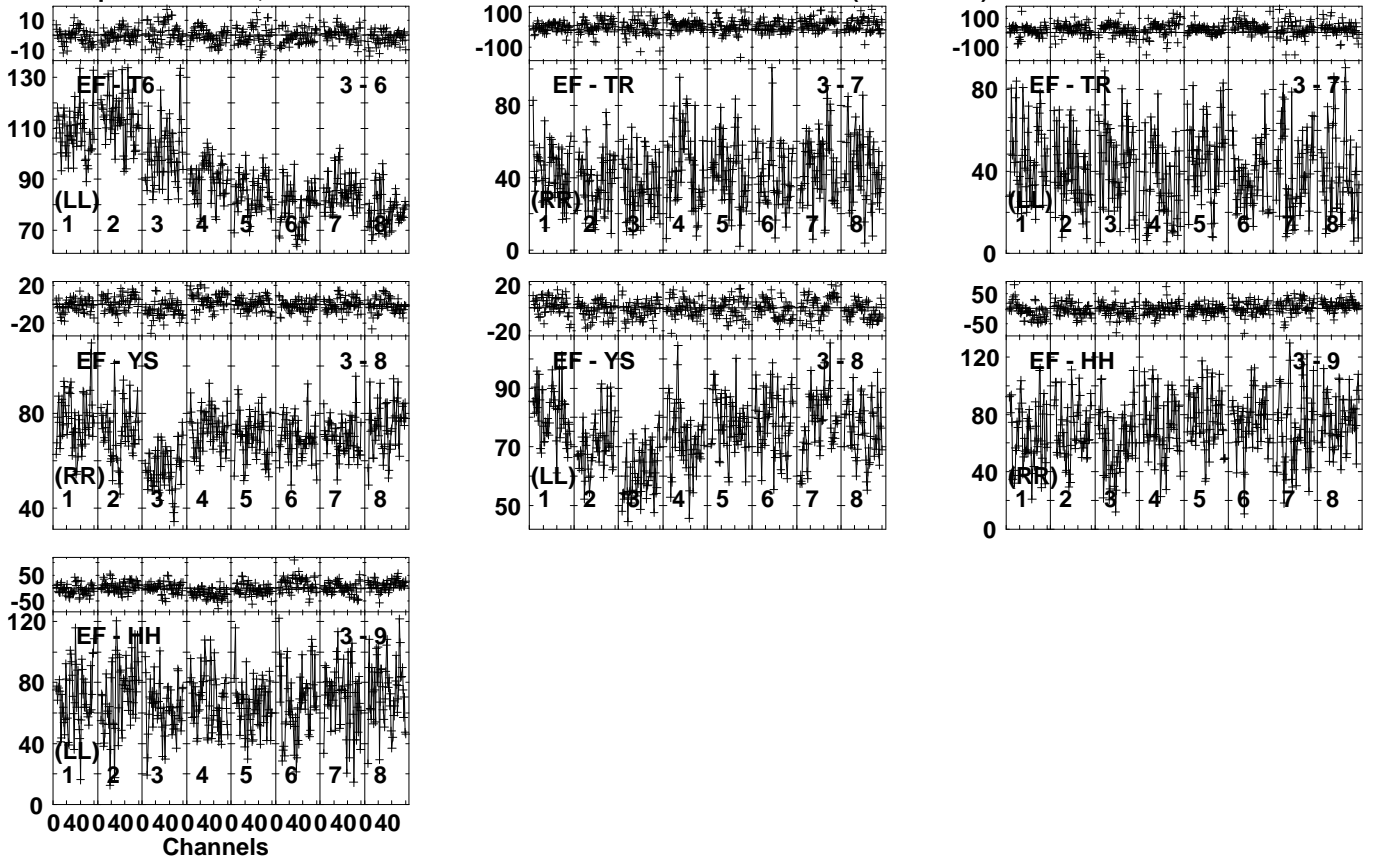 10
-10
130
110
90
70
EF - T6
3 - 6
(LL)
1 2 3 4 5 6 7 8
100
-100
80
40
0
EF - TR
3 - 7
(RR)
1 2 3 4 5 6 7 8
100
-100
80
40
0
EF - TR
3 - 7
(LL)
1 2 3 4 5 6 7 8
20
-20
80
40
EF - YS
3 - 8
(RR)
1 2 3 4 5 6 7 8
20
-20
90
70
50
EF - YS
3 - 8
(LL)
1 2 3 4 5 6 7 8
50
-50
120
80
40
0
EF - HH
3 - 9
(RR)
1 2 3 4 5 6 7 8
50
-50
120
80
40
0
EF - HH
3 - 9
(LL)
1 2 3 4 5 6 7 8
0 40 0 40 0 40 0 40 0 40 0 40 0 40 0 40
Channels